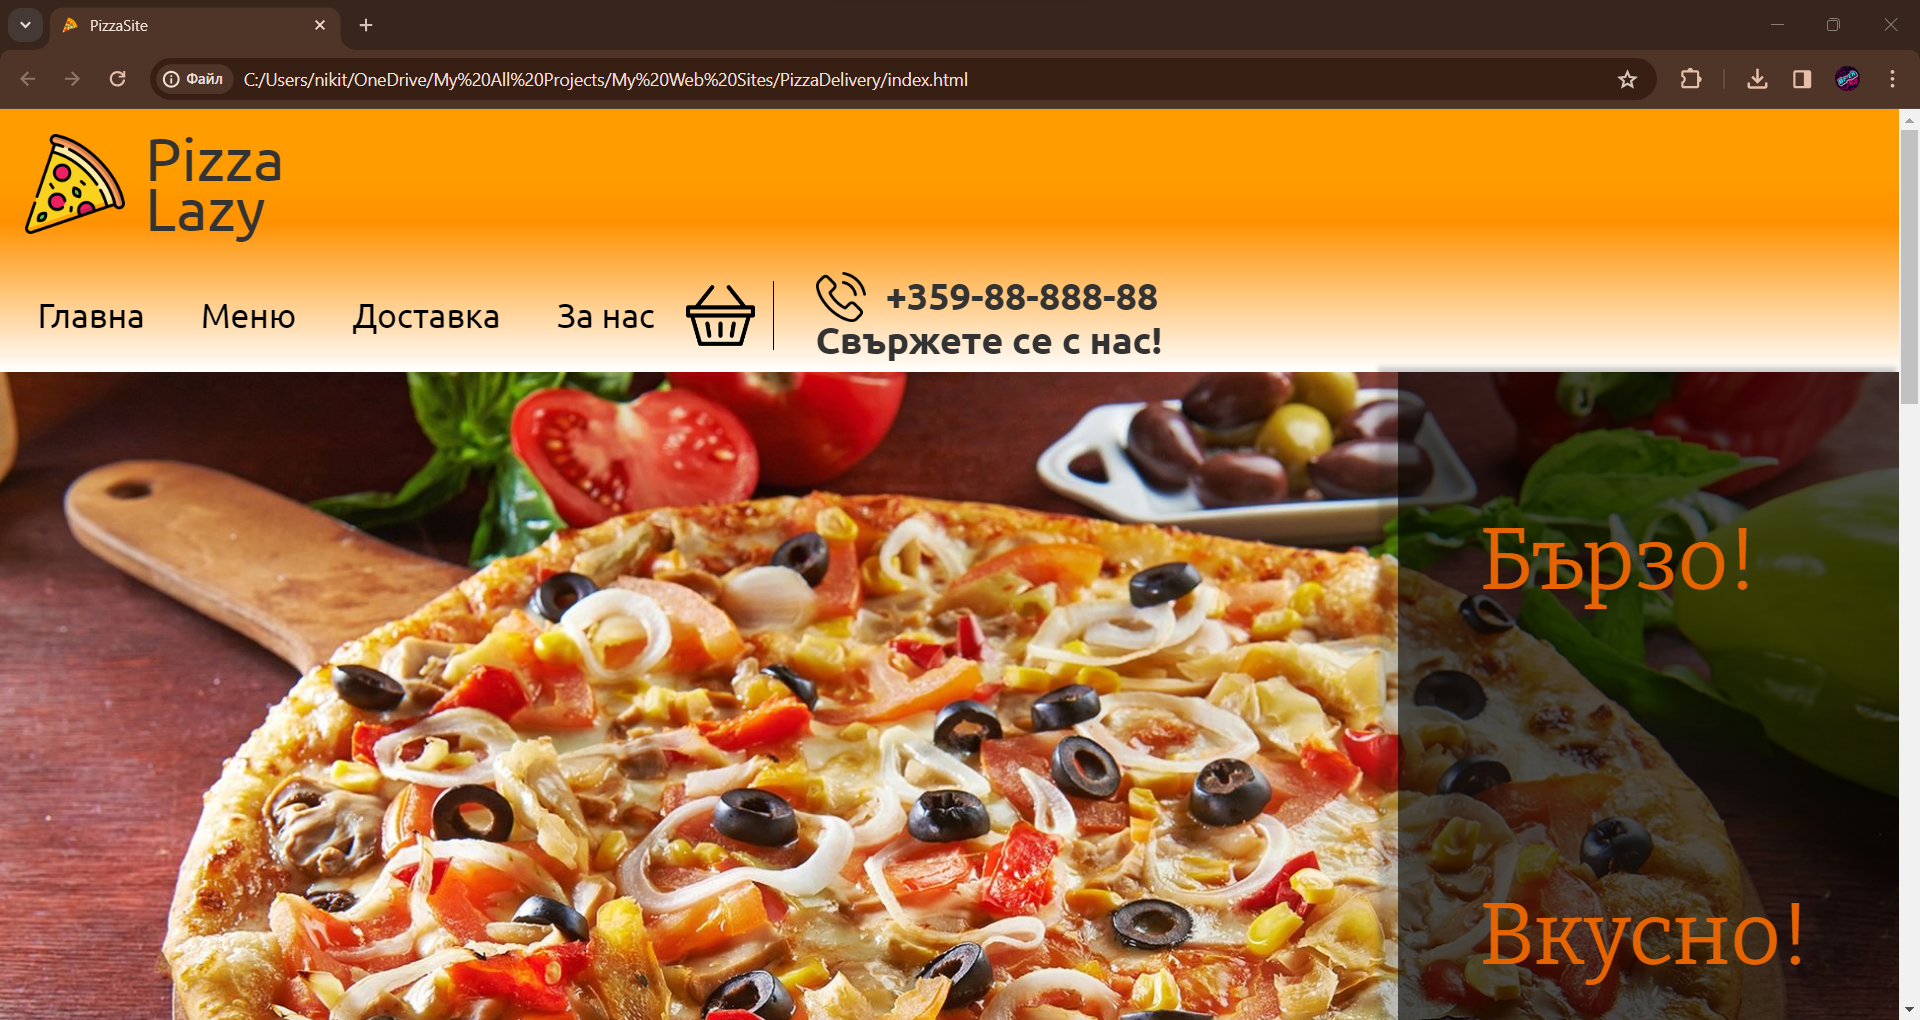 PizzaSite
Файл
C:/Users/nikit/OneDrive/My%20All%20Projects/My%20Web%20Sites/PizzaDelivery/index.html
Pizza
Lazy
Главна Меню Доставка За нас
+359-88-888-88
Свържете се с нас!
Бързо!
Вкусно!